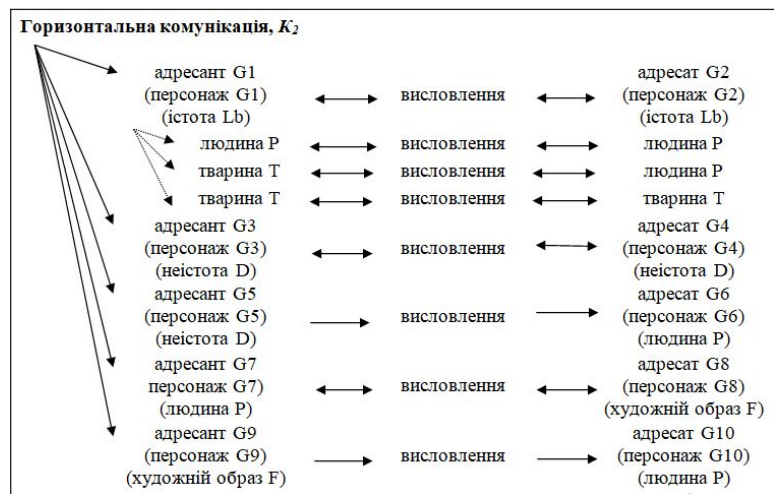 Горизонтальна комунікація, K₂
адресант G1 адресат G2
(персонаж G1) висловлення (персонаж G2)
(істота Lb) (істота Lb)
людина P висловлення людина P
тварина T висловлення людина P
тварина T висловлення тварина T
адресант G3 адресат G4
(персонаж G3) висловлення (персонаж G4)
(неістота D) (неістота D)
адресант G5 адресат G6
(персонаж G5) висловлення (персонаж G6)
(неістота D) (людина P)
адресант G7 адресат G8
персонаж G7) висловлення (персонаж G8)
(людина P) (художній образ F)
адресант G9 адресат G10
(персонаж G9) висловлення (персонаж G10)
(художній образ F) (людина P)